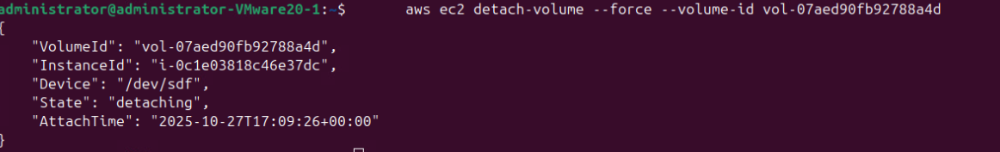 administrator@administrator-VMware20-1:~$ aws ec2 detach-volume --force --volume-id vol-07aed90fb92788a4d
{
"VolumeId": "vol-07aed90fb92788a4d",
"InstanceId": "i-0c1e03818c46e37dc",
"Device": "/dev/sdf",
"State": "detaching",
"AttachTime": "2025-10-27T17:09:26+00:00"
}